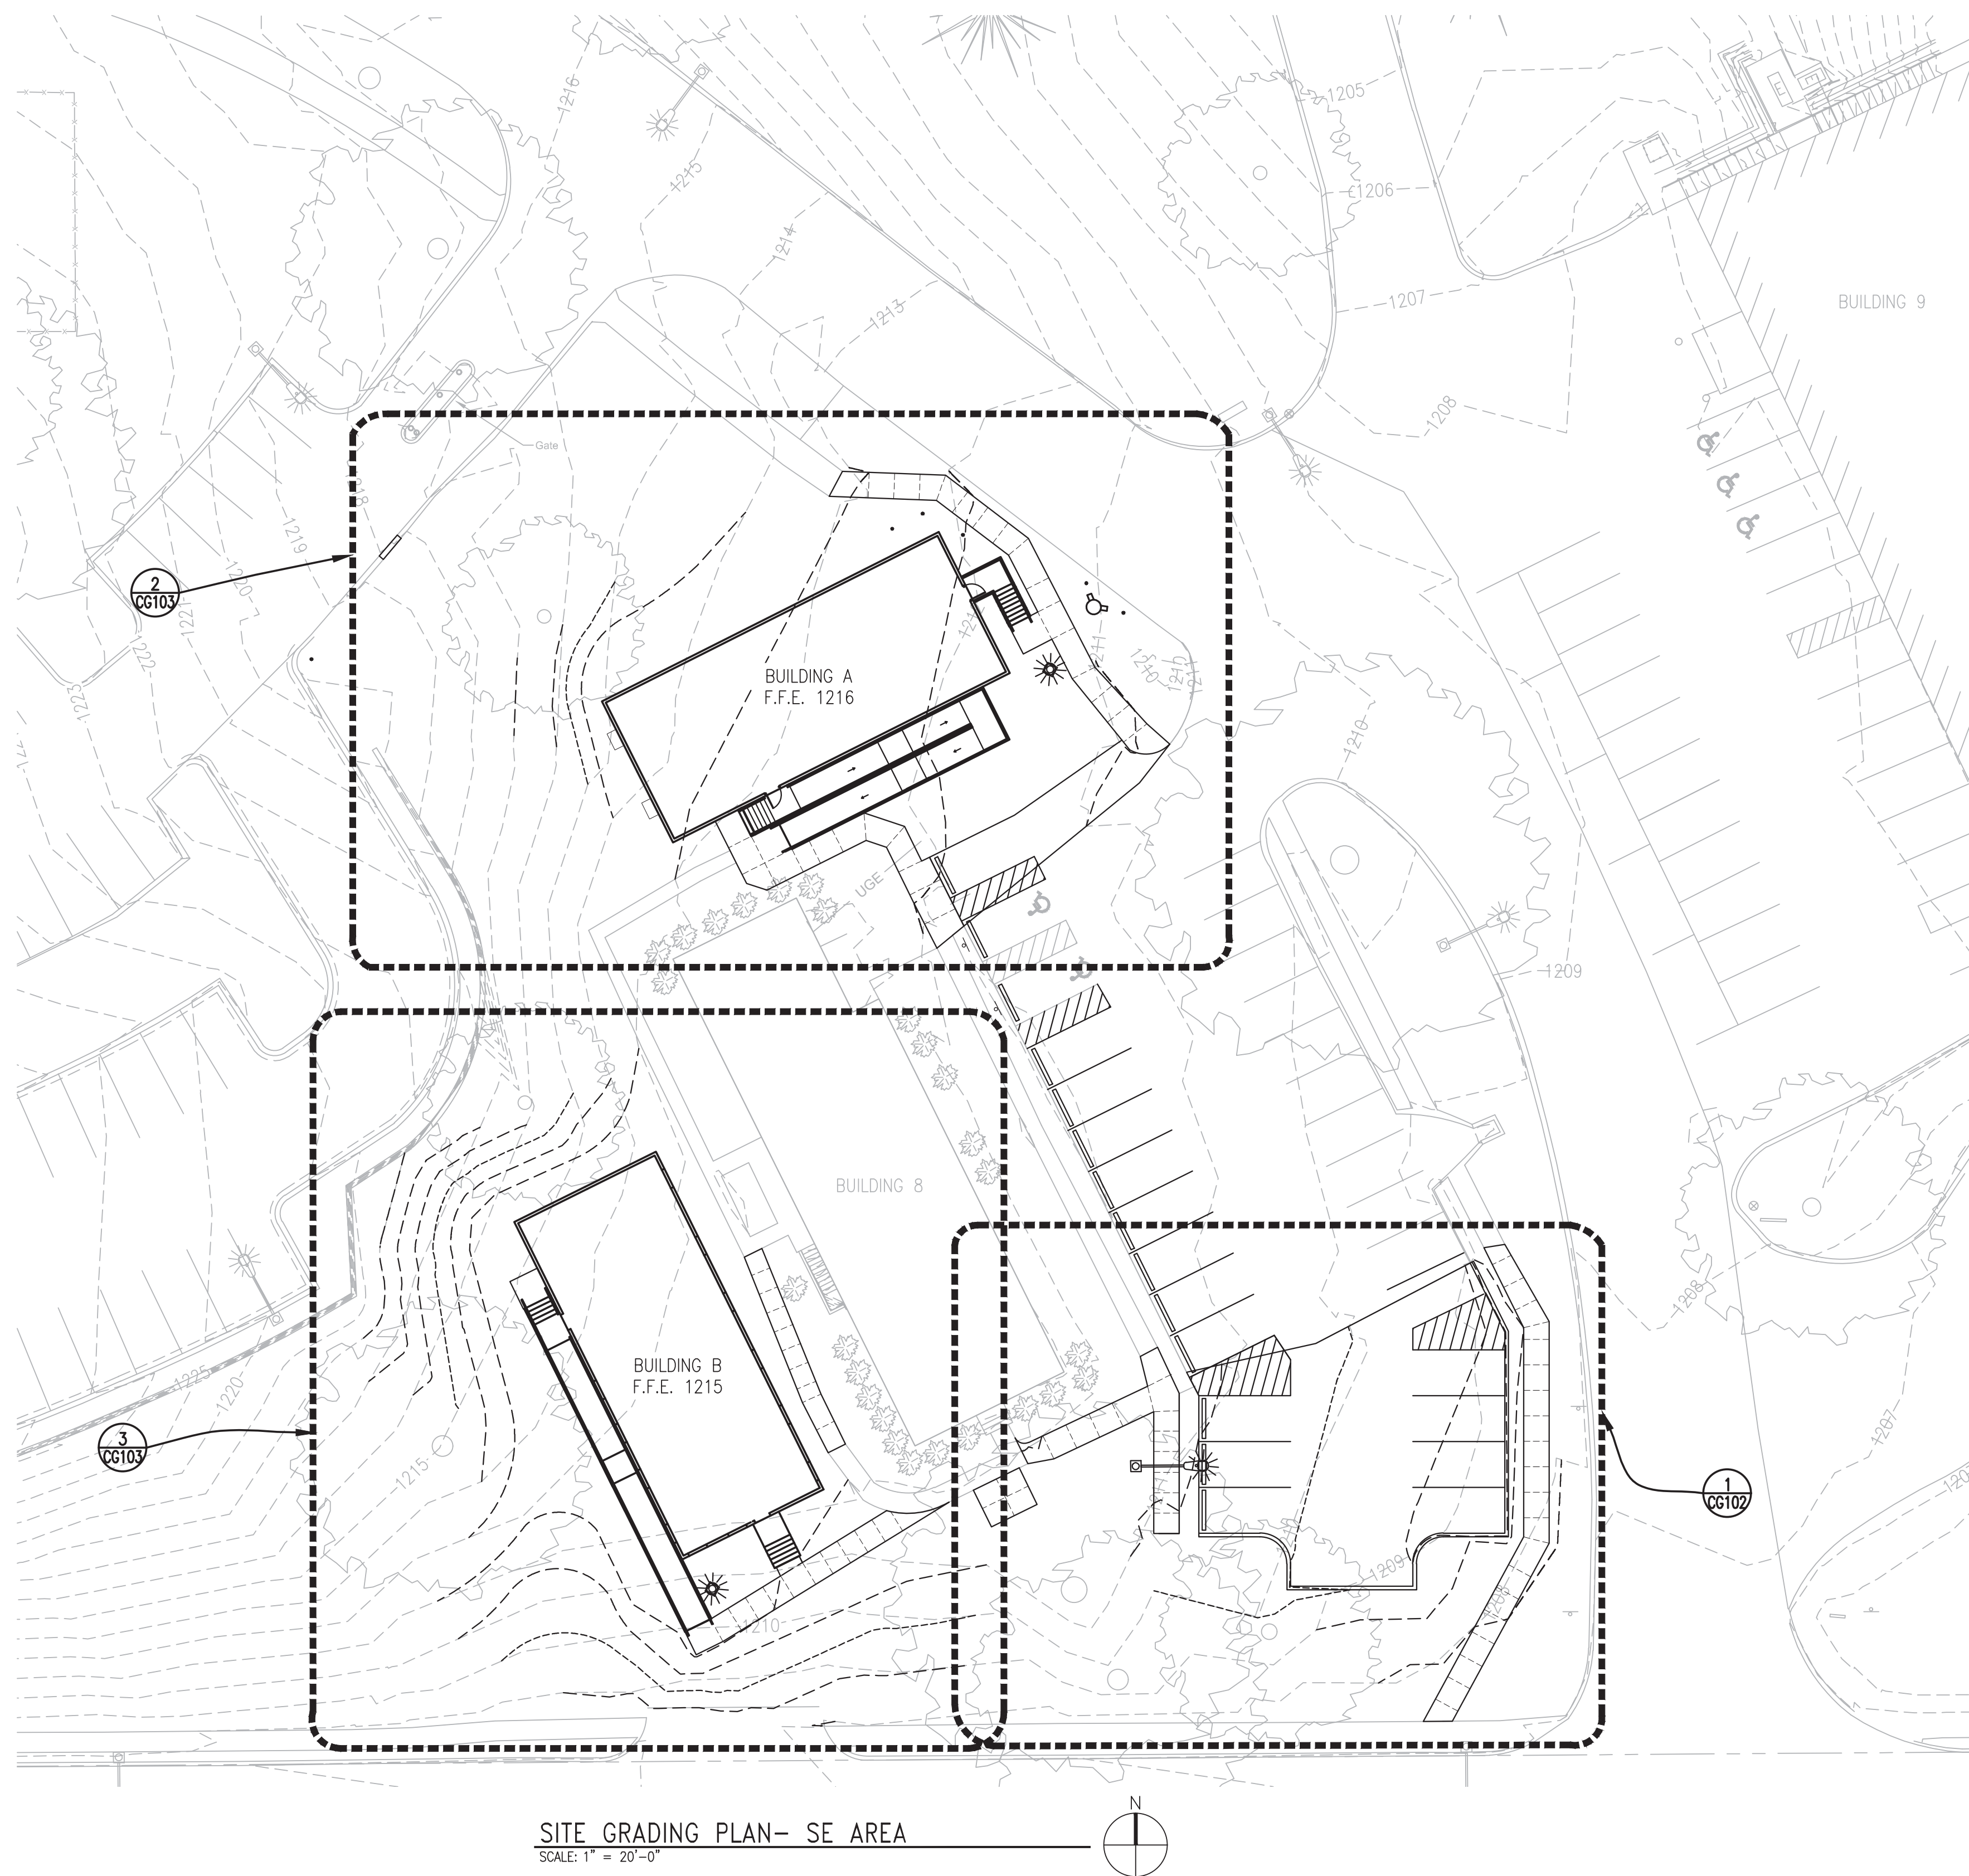 1216
1205
1215
1206
1214
1207
1213
BUILDING 9
E
E
1208
Gate
1219
1220
2
CG103
1221
1222
1223
1211
1210
1212
BUILDING A
F.F.E. 1216
1210
UGE
1209
BUILDING 8
1208
BUILDING B
F.F.E. 1215
1225
1220
3
CG103
1215
1207
1
CG102
1209
1208
1210
N
SITE GRADING PLAN– SE AREA
SCALE: 1" = 20'–0"